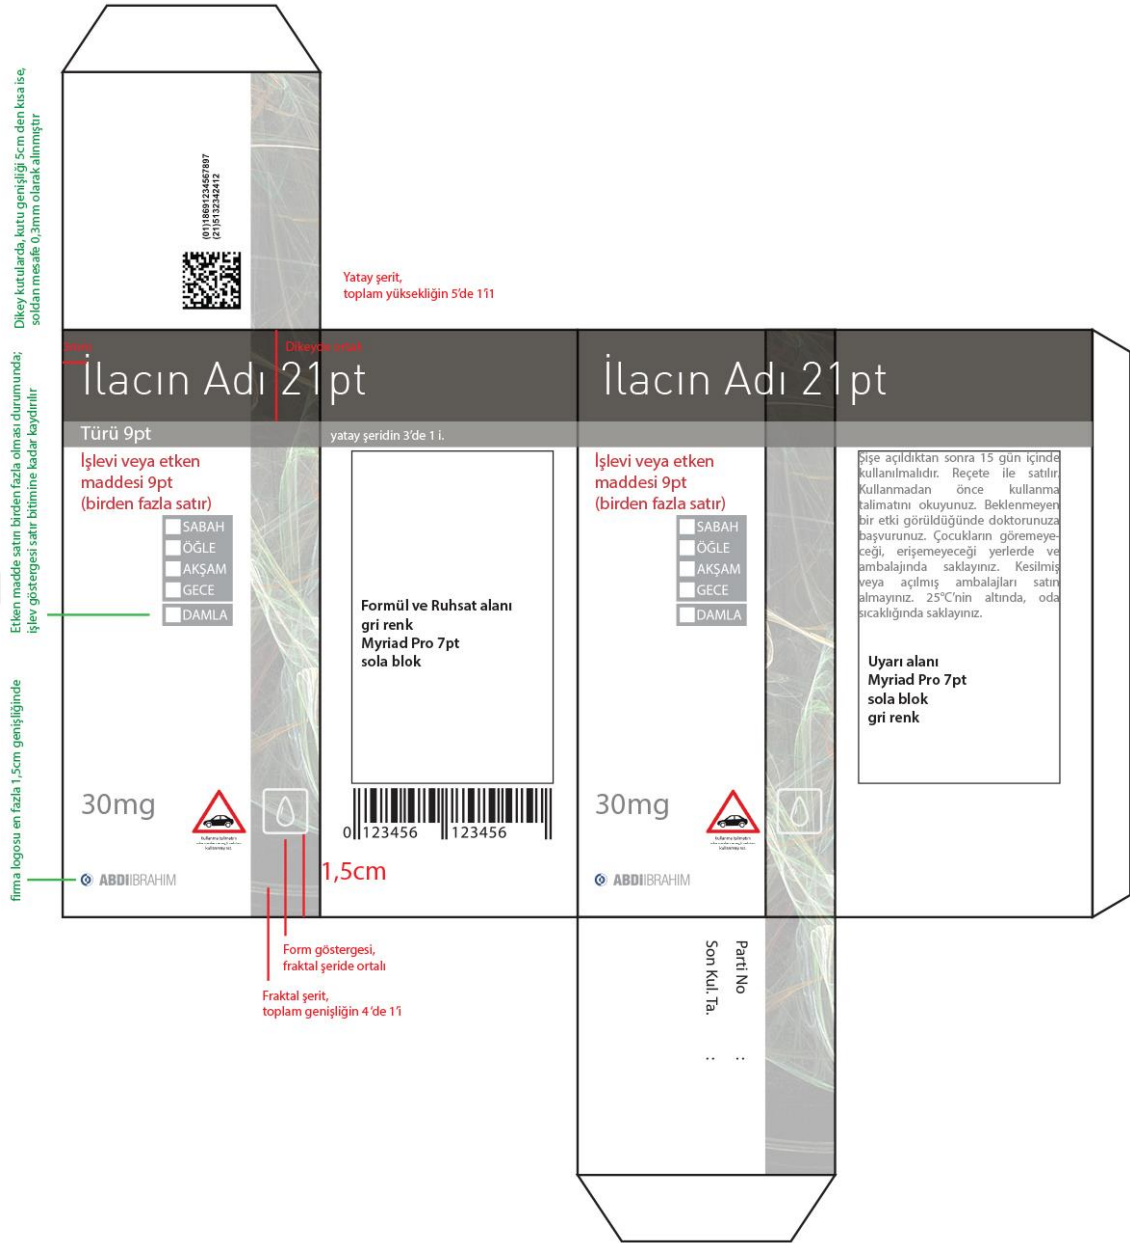 Dikey kutularda, kutu genişliği 5cm den kısa ise,
soldan mesafe 0,3mm olarak alınmıştır
(01)18691234567897
(21)5132342412
Yatay şerit,
toplam yüksekliğin 5'de 1'i1
Dikeyde ortalı
İlacın Adı 21pt
Türü 9pt
yatay şeridin 3'de 1 i.
Etken madde satırı birden fazla olması durumunda;
işlev göstergesi satır bitimine kadar kaydırılır
İşlevi veya etken
maddesi 9pt
(birden fazla satır)
SABAH
ÖĞLE
AKŞAM
GECE
DAMLA
Formül ve Ruhsat alanı
gri renk
Myriad Pro 7pt
sola blok
firma logosu en fazla 1,5cm genişliğinde
30mg
ABDIIBRAHIM
0 123456 123456
1,5cm
Form göstergesi,
fraktal şeride ortalı
Fraktal şerit,
toplam genişliğin 4'de 1'i
İlacın Adı 21pt
İşlevi veya etken
maddesi 9pt
(birden fazla satır)
SABAH
ÖĞLE
AKŞAM
GECE
DAMLA
30mg
ABDIIBRAHIM
Şişe açıldıktan sonra 15 gün içinde
kullanılmalıdır. Reçete ile satılır.
Kullanmadan önce kullanma
talimatını okuyunuz. Beklenmeyen
bir etki görüldüğünde doktorunuza
başvurunuz. Çocukların göremeye-
ceği, erişemeyeceği yerlerde ve
ambalajında saklayınız. Kesilmiş
veya açılmış ambalajları satın
almayınız. 25°C'nin altında, oda
sıcaklığında saklayınız.
Uyarı alanı
Myriad Pro 7pt
sola blok
gri renk
Parti No :
Son Kul. Ta. :